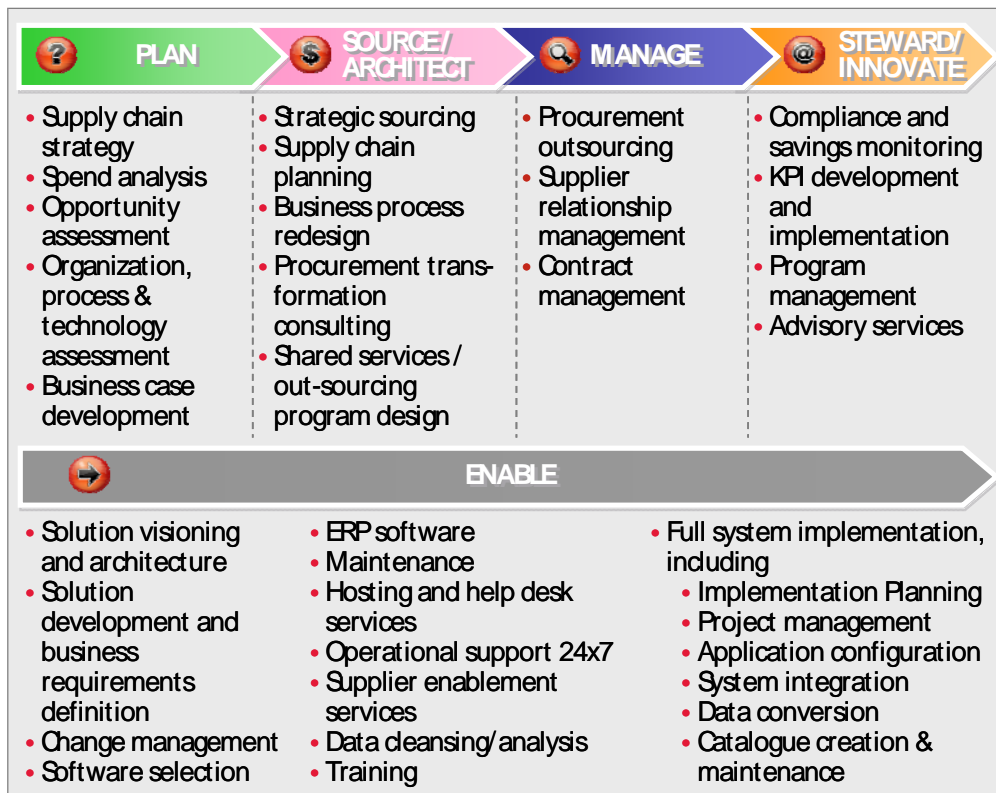 PLAN
SOURCE/
ARCHITECT
MANAGE
STEWARD/
INNOVATE
• Supply chain
strategy
• Spend analysis
• Opportunity
assessment
• Organization,
process &
technology
assessment
• Business case
development
• Strategic sourcing
• Supply chain
planning
• Business process
redesign
• Procurement trans-
formation
consulting
• Shared services /
out-sourcing
program design
• Procurement
outsourcing
• Supplier
relationship
management
• Contract
management
• Compliance and
savings monitoring
• KPI development
and
implementation
• Program
management
• Advisory services
ENABLE
• Solution visioning
and architecture
• Solution
development and
business
requirements
definition
• Change management
• Software selection
• ERP software
• Maintenance
• Hosting and help desk
services
• Operational support 24x7
• Supplier enablement
services
• Data cleansing/analysis
• Training
• Full system implementation,
including
• Implementation Planning
• Project management
• Application configuration
• System integration
• Data conversion
• Catalogue creation &
maintenance